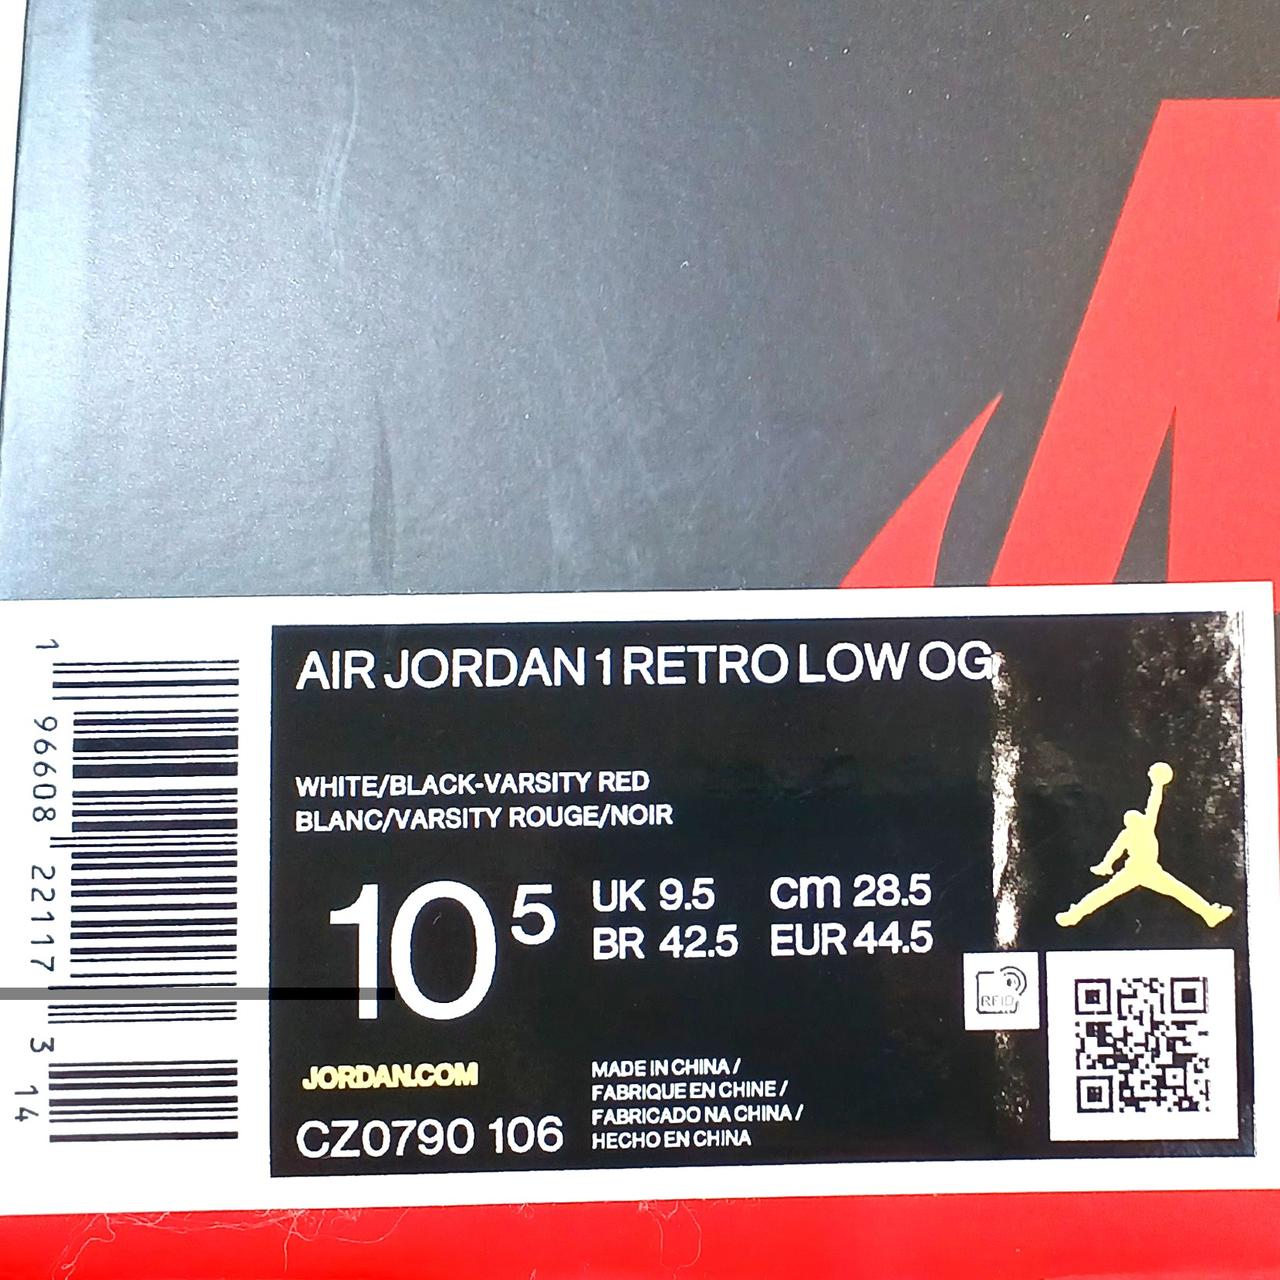 AIR JORDAN 1 RETRO LOW OG
WHITE/BLACK-VARSITY RED
BLANC/VARSITY ROUGE/NOIR
10 5
UK 9.5 cm 28.5
BR 42.5 EUR 44.5
RFID
JORDAN.COM
CZ0790 106
MADE IN CHINA /
FABRIQUE EN CHINE /
FABRICADO NA CHINA /
HECHO EN CHINA
1 96608 22117 3 14